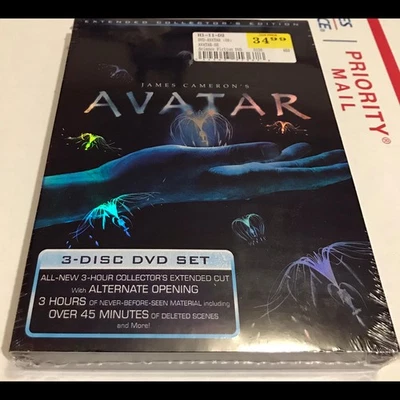 EXTENDED COLLECTOR'S EDITION
34.99
JAMES CAMERON'S
AVATAR
3-DISC DVD SET
ALL-NEW 3-HOUR COLLECTOR'S EXTENDED CUT
With ALTERNATE OPENING
3 HOURS OF NEVER-BEFORE-SEEN MATERIAL including
OVER 45 MINUTES OF DELETED SCENES
and More!
PRIORITY®
MAIL